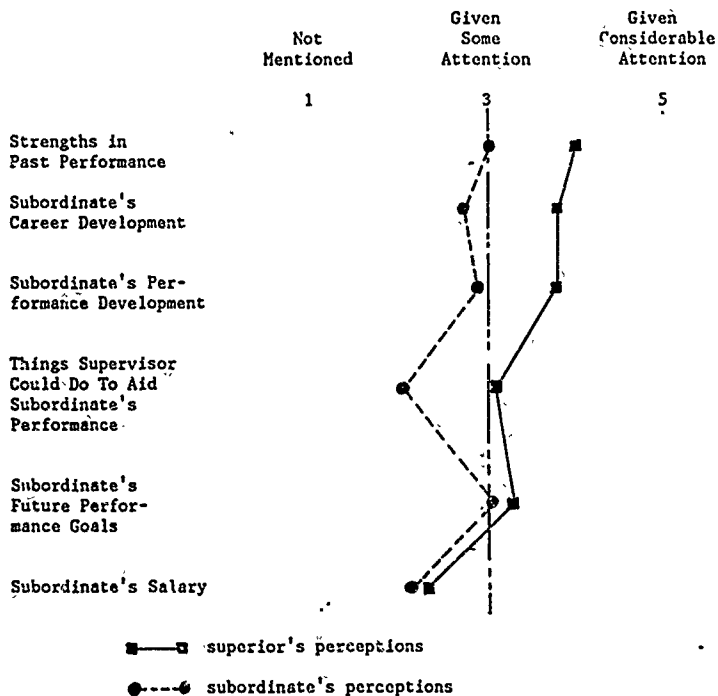 Not Mentioned
Given Some Attention
Given Considerable Attention
1 3 5
Strengths in
Past Performance
Subordinate's
Career Development
Subordinate's Per-
formance Development
Things Supervisor
Could Do To Aid
Subordinate's
Performance
Subordinate's
Future Perfor-
mance Goals
Subordinate's Salary
superior's perceptions
subordinate's perceptions